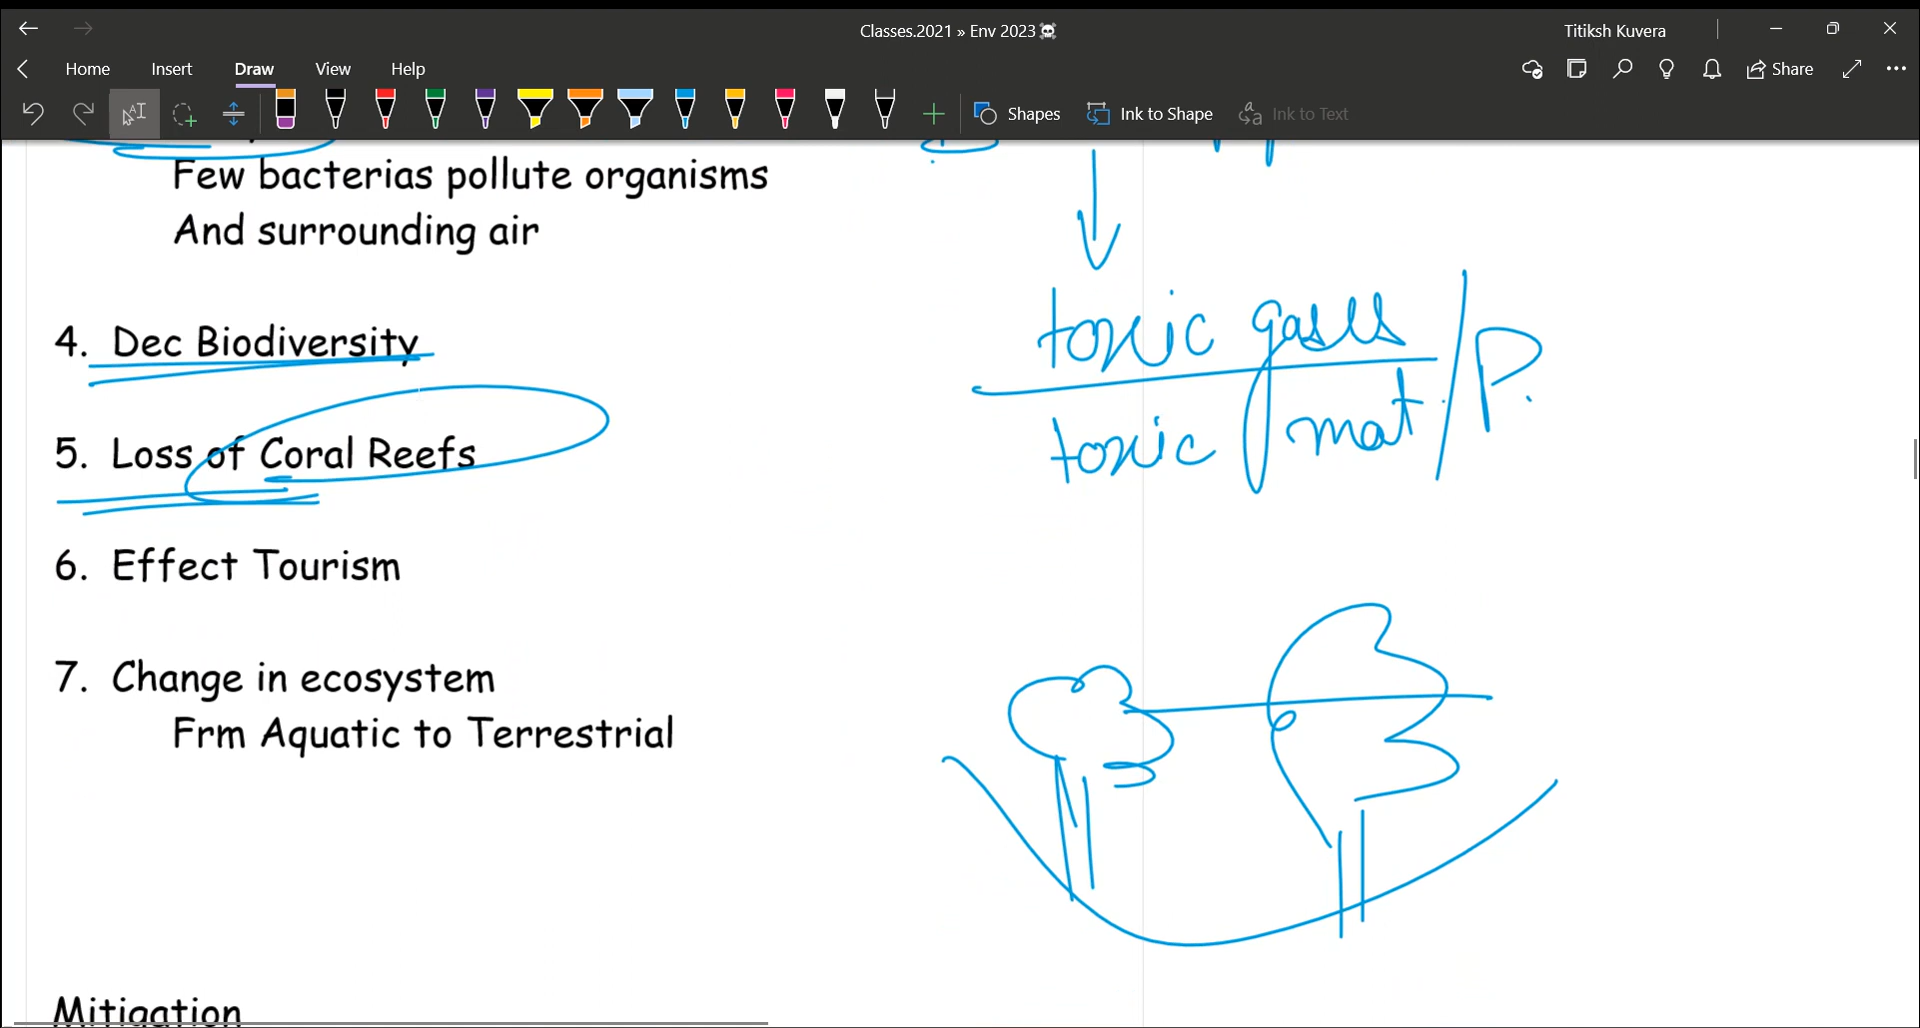 Classes.2021 » Env 2023☠
Titiksh Kuvera
Home Insert Draw View Help
Share
Shapes Ink to Shape Ink to Text
Few bacterias pollute organisms
And surrounding air
4. Dec Biodiversity
5. Loss of Coral Reefs
6. Effect Tourism
7. Change in ecosystem
Frm Aquatic to Terrestrial
Mitigation
toxic gases / P.
toxic mat.